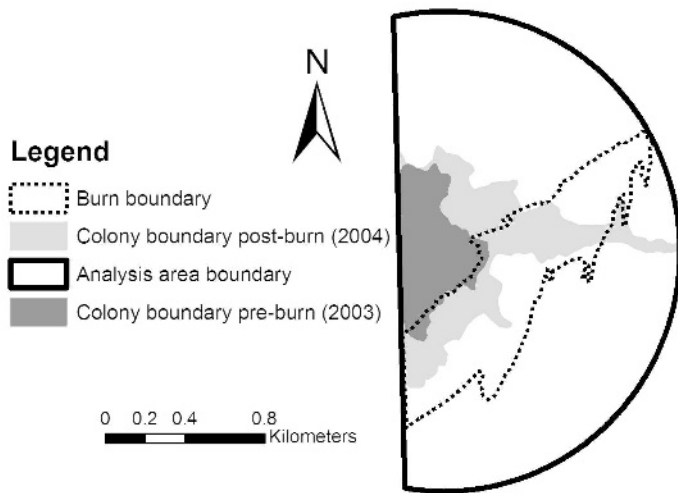 N
Legend
Burn boundary
Colony boundary post-burn (2004)
Analysis area boundary
Colony boundary pre-burn (2003)
0 0.2 0.4 0.8
Kilometers